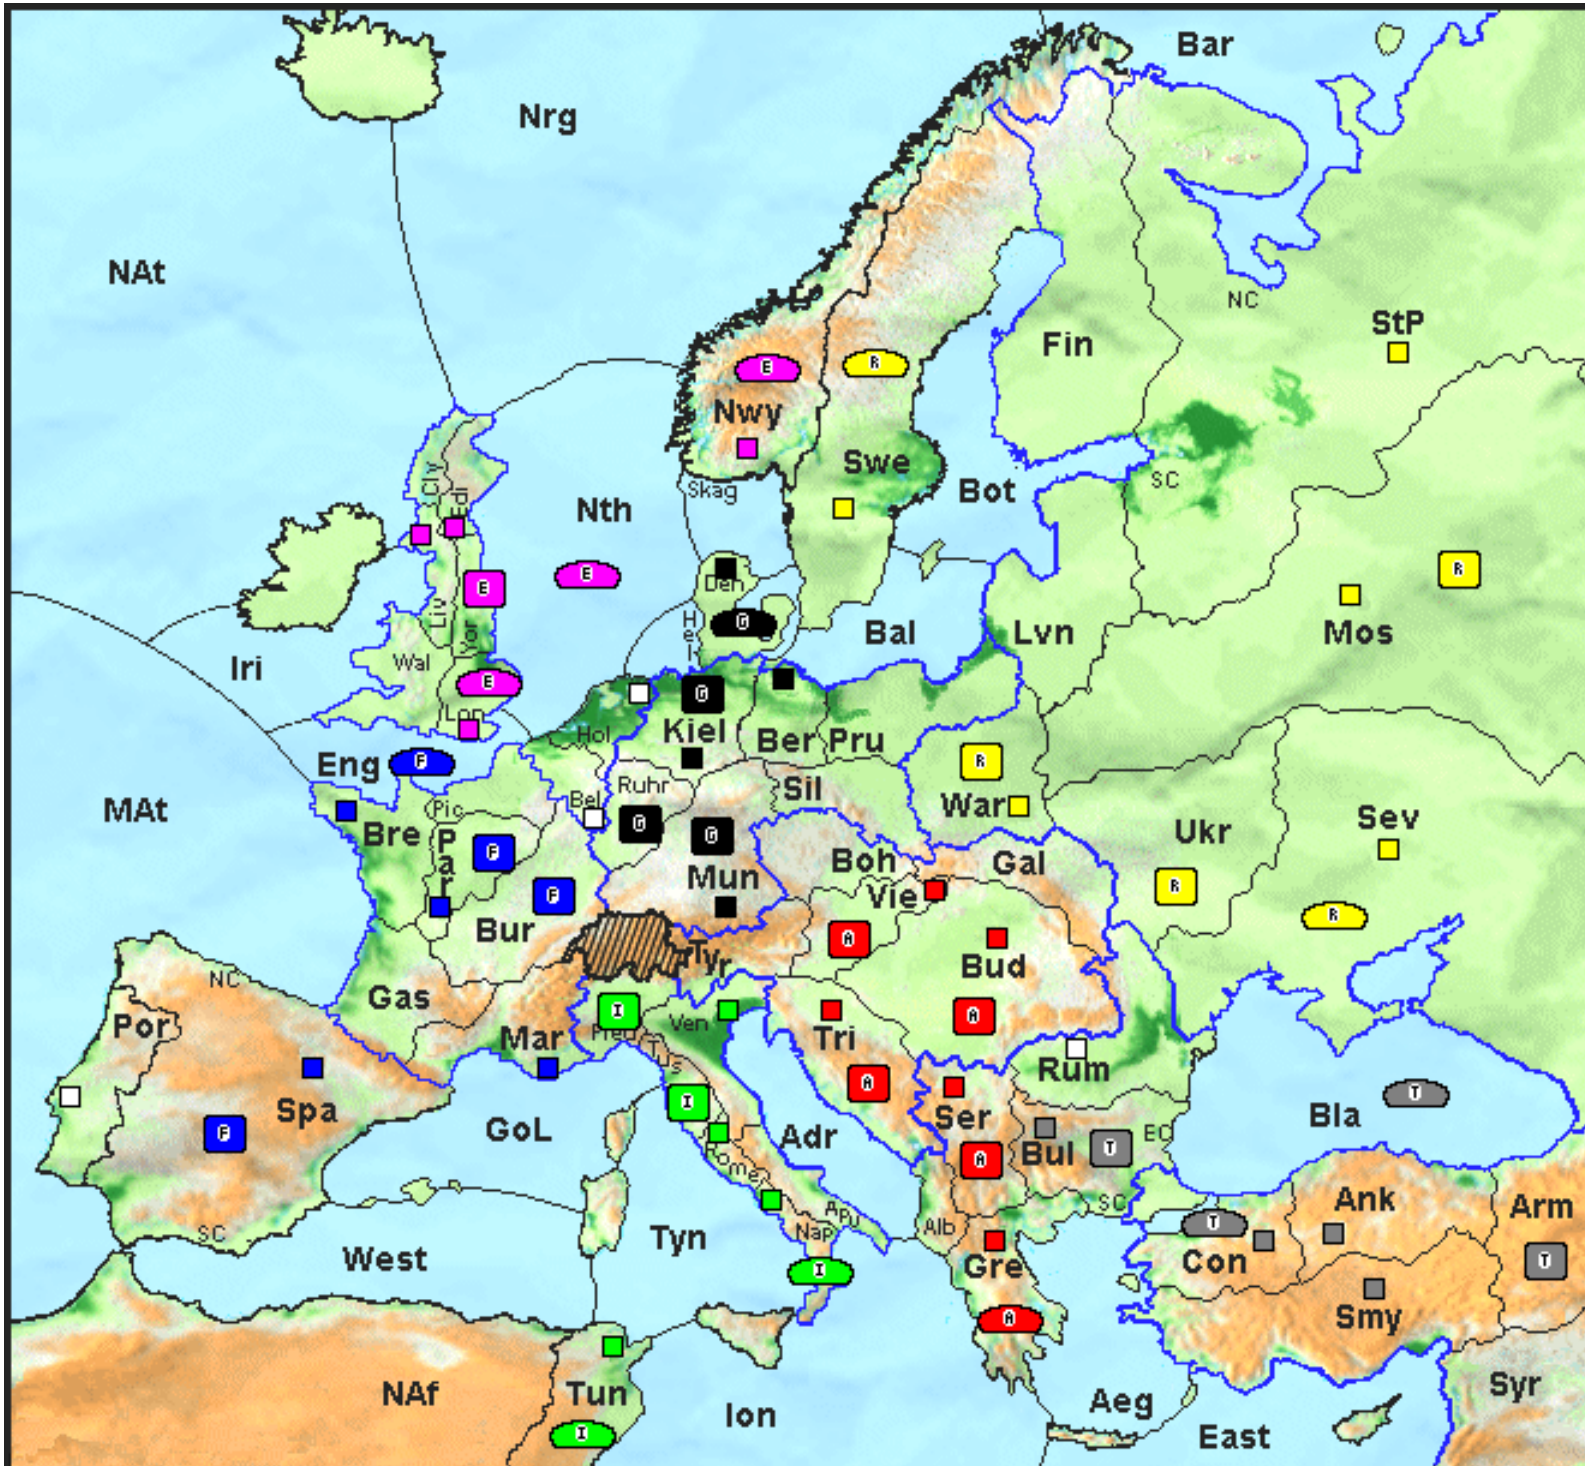 Bar
Nrg
NAt
NC
StP
Fin
E
R
Nwy
Swe
Skag
Cly
Edi
SC
Bot
Nth
R
E
E
Den
Liv
Yor
G
Hel
Bal
Lvn
Mos
Wal
Iri
E
G
Lon
Hol
Kiel
Ber
Pru
Eng
F
R
Ruhr
Sil
War
MAt
Pic
Bel
Bre
Par
F
G
G
Ukr
Sev
Boh
Gal
Mun
Vie
F
R
R
Bur
A
Tyr
Bud
NC
Gas
I
A
Por
Mar
Pied
Ven
Tri
Tus
Rum
A
T
Spa
I
GoL
Adr
Ser
Bla
F
Bul
EC
T
Rome
A
SC
Ank
Arm
Apu
T
SC
Tyn
Nap
Alb
West
Con
Gre
T
I
A
Smy
NAf
Tun
Ion
Aeg
Syr
I
East